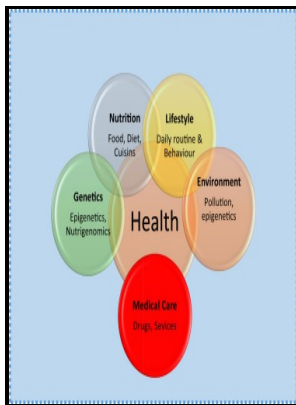 Nutrition
Food, Diet,
Cuisins
Lifestyle
Daily routine &
Behaviour
Genetics
Epigenetics,
Nutrigenomics
Environment
Pollution,
epigenetics
Health
Medical Care
Drugs, Sevices